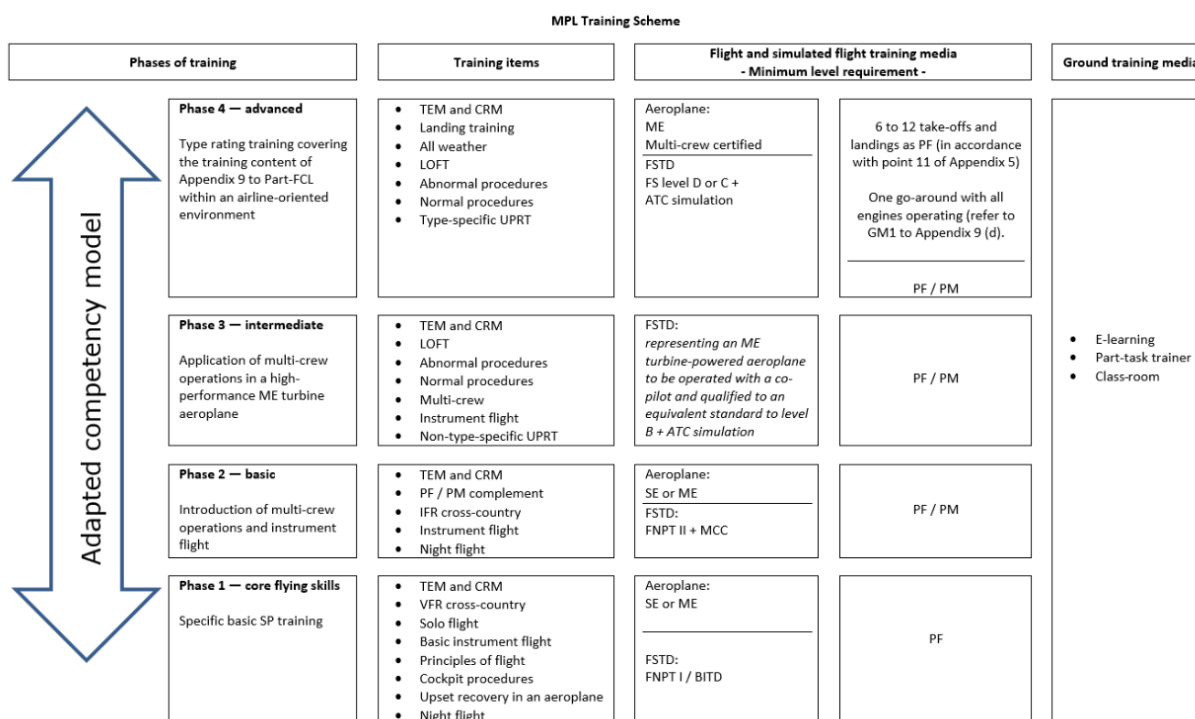 MPL Training Scheme
Phases of training
Training items
Flight and simulated flight training media
- Minimum level requirement -
Ground training media
Adapted competency model
Phase 4 — advanced
Type rating training covering
the training content of
Appendix 9 to Part-FCL
within an airline-oriented
environment
• TEM and CRM
• Landing training
• All weather
• LOFT
• Abnormal procedures
• Normal procedures
• Type-specific UPRT
Aeroplane:
ME
Multi-crew certified
FSTD
FS level D or C +
ATC simulation
6 to 12 take-offs and
landings as PF (in accordance
with point 11 of Appendix 5)
One go-around with all
engines operating (refer to
GM1 to Appendix 9 (d).
PF / PM
Phase 3 — intermediate
Application of multi-crew
operations in a high-
performance ME turbine
aeroplane
• TEM and CRM
• LOFT
• Abnormal procedures
• Normal procedures
• Multi-crew
• Instrument flight
• Non-type-specific UPRT
FSTD:
representing an ME
turbine-powered aeroplane
to be operated with a co-
pilot and qualified to an
equivalent standard to level
B + ATC simulation
PF / PM
• E-learning
• Part-task trainer
• Class-room
Phase 2 — basic
Introduction of multi-crew
operations and instrument
flight
• TEM and CRM
• PF / PM complement
• IFR cross-country
• Instrument flight
• Night flight
Aeroplane:
SE or ME
FSTD:
FNPT II + MCC
PF / PM
Phase 1 — core flying skills
Specific basic SP training
• TEM and CRM
• VFR cross-country
• Solo flight
• Basic instrument flight
• Principles of flight
• Cockpit procedures
• Upset recovery in an aeroplane
• Night flight
Aeroplane:
SE or ME
FSTD:
FNPT I / BITD
PF